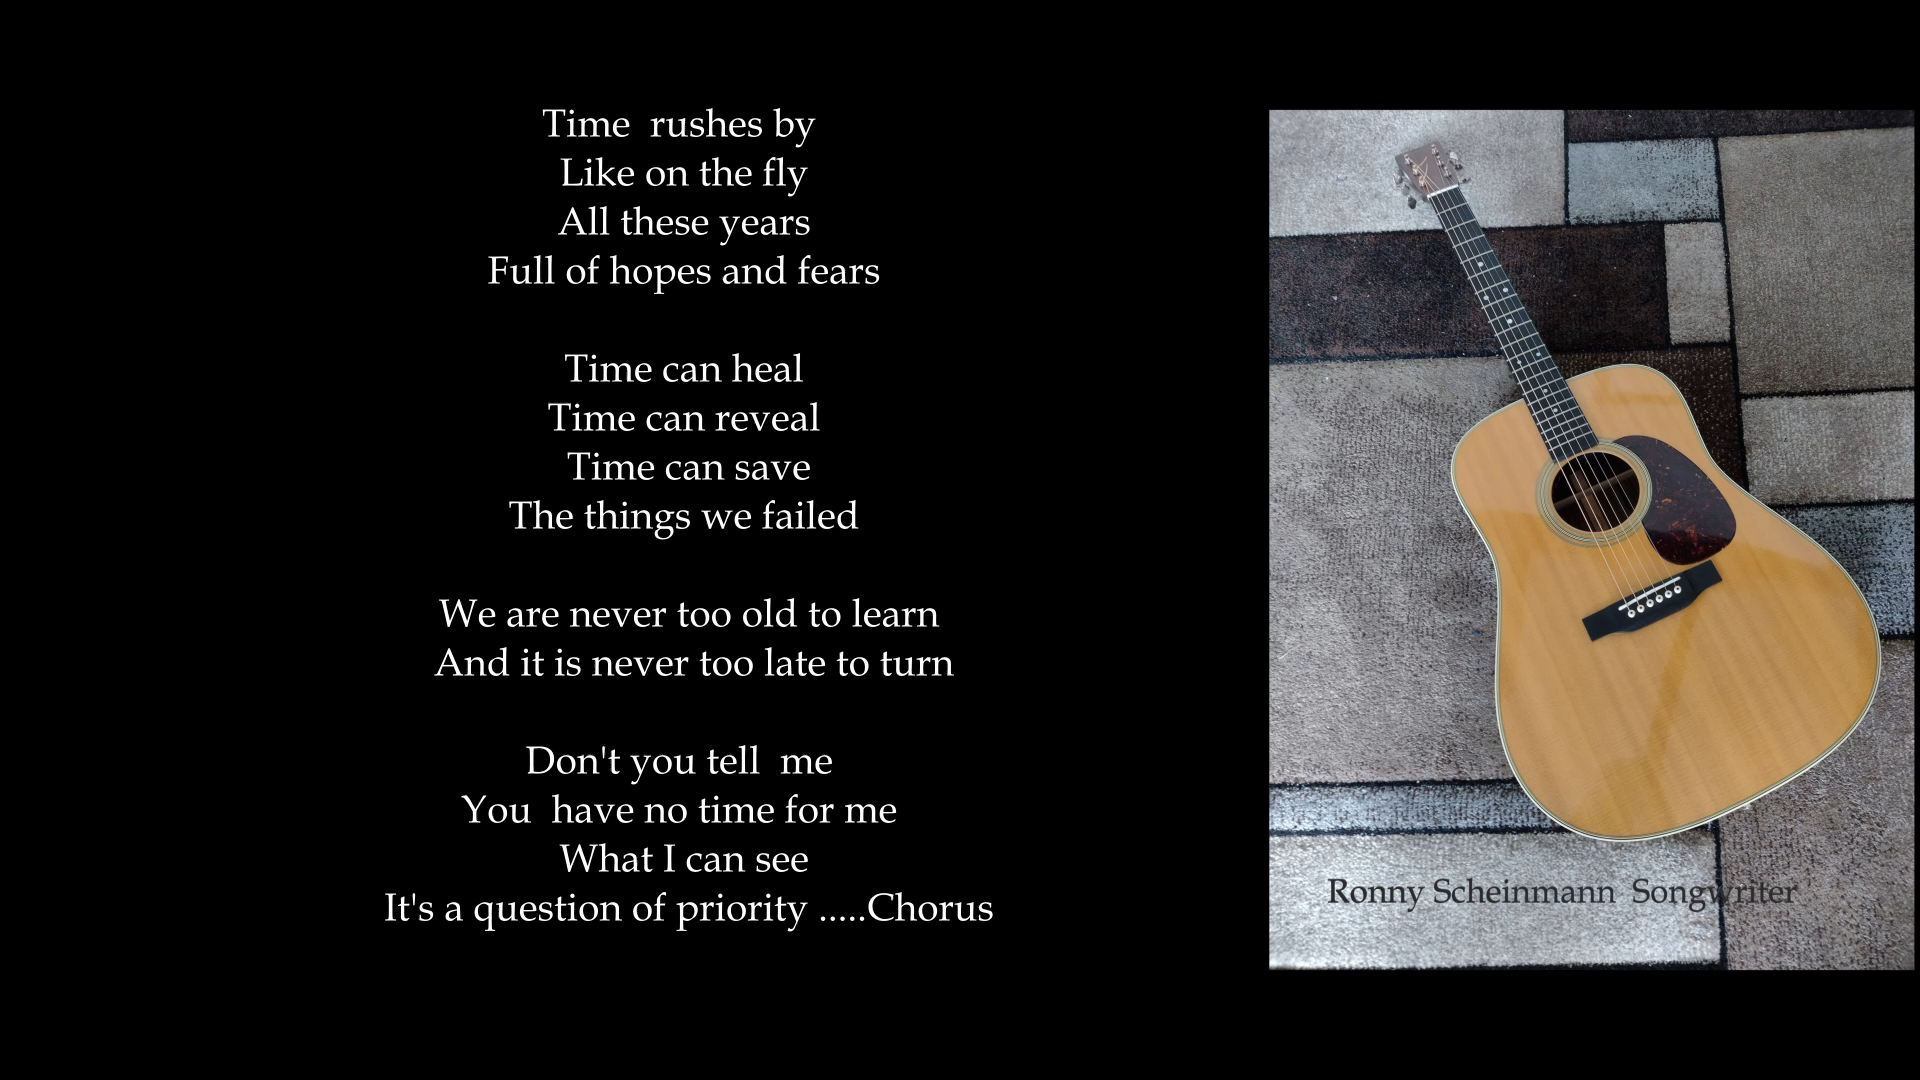 Time  rushes by
Like on the fly
All these years
Full of hopes and fears
Time can heal
Time can reveal
Time can save
The things we failed
We are never too old to learn
And it is never too late to turn
Don't you tell  me
You  have no time for me
What I can see
It's a question of priority .....Chorus
Ronny Scheinmann  Songwriter